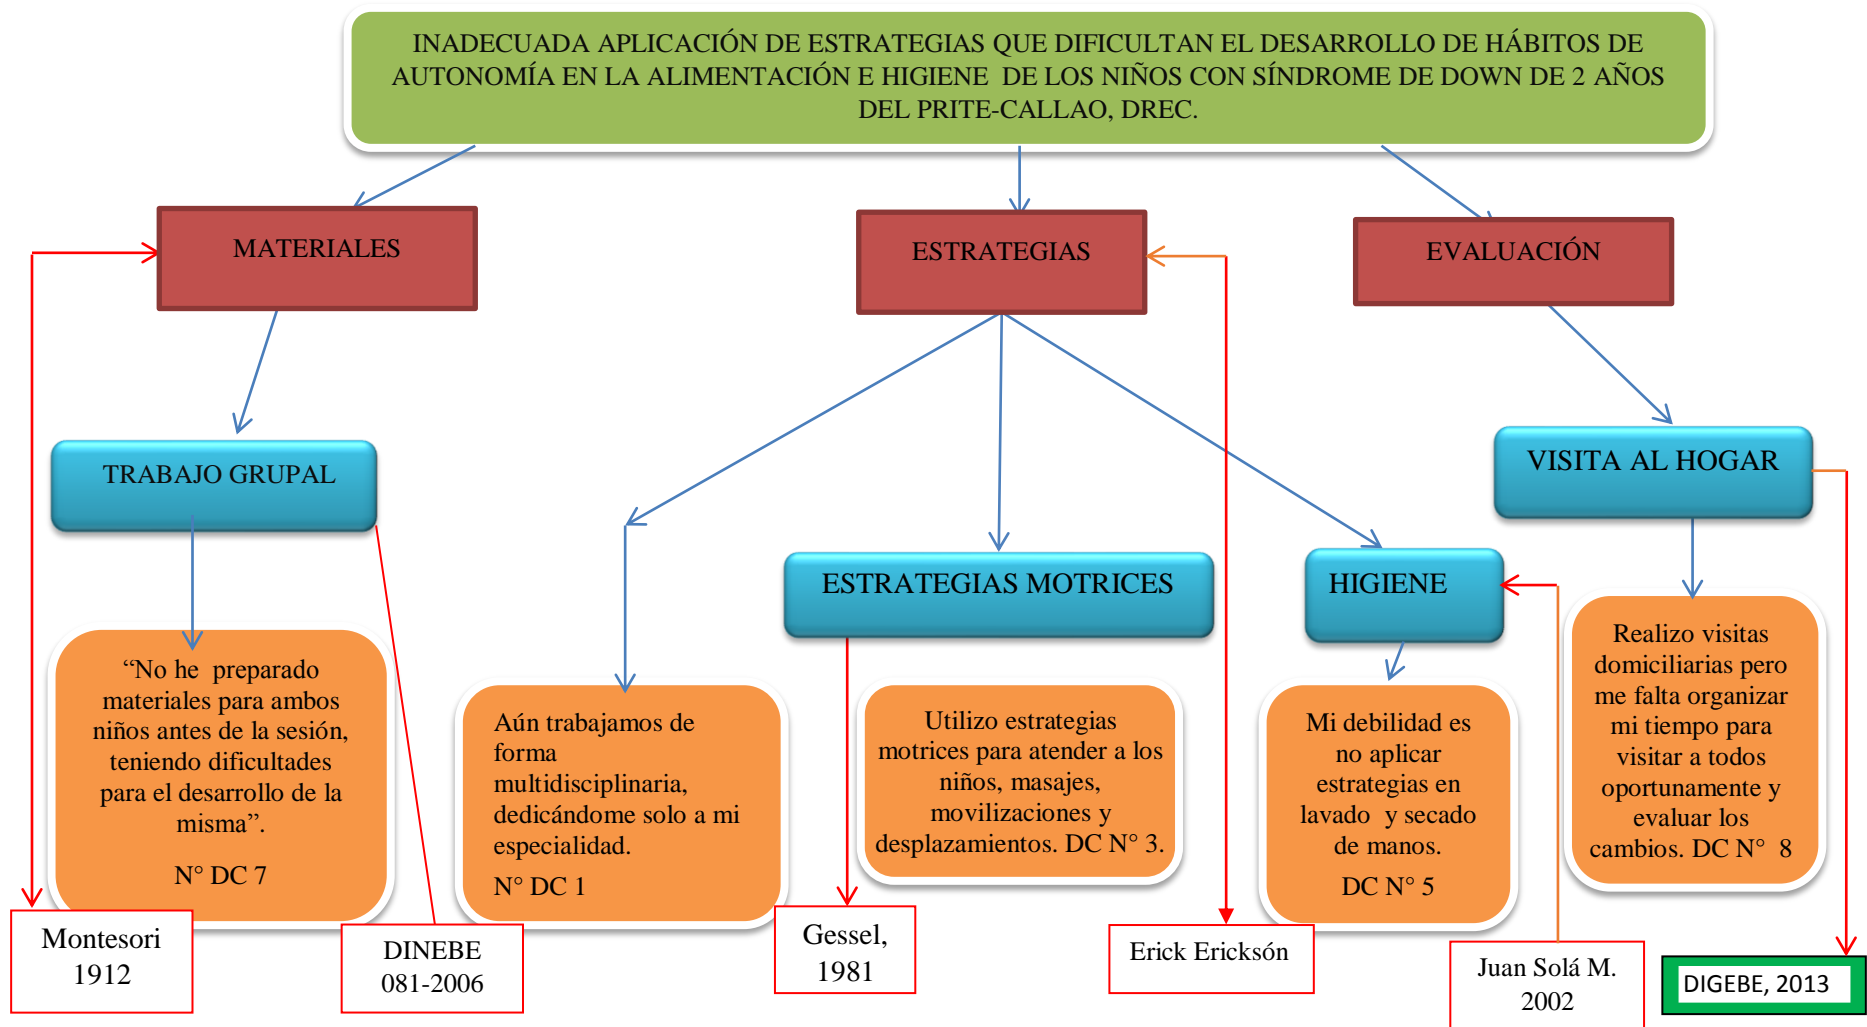 INADECUADA APLICACIÓN DE ESTRATEGIAS QUE DIFICULTAN EL DESARROLLO DE HÁBITOS DE
AUTONOMÍA EN LA ALIMENTACIÓN E HIGIENE DE LOS NIÑOS CON SÍNDROME DE DOWN DE 2 AÑOS
DEL PRITE-CALLAO, DREC.
MATERIALES
ESTRATEGIAS
EVALUACIÓN
TRABAJO GRUPAL
VISITA AL HOGAR
ESTRATEGIAS MOTRICES
HIGIENE
“No he preparado
materiales para ambos
niños antes de la sesión,
teniendo dificultades
para el desarrollo de la
misma”.
N° DC 7
Aún trabajamos de
forma
multidisciplinaria,
dedicándome solo a mi
especialidad.
N° DC 1
Utilizo estrategias
motrices para atender a los
niños, masajes,
movilizaciones y
desplazamientos. DC N° 3.
Mi debilidad es
no aplicar
estrategias en
lavado y secado
de manos.
DC N° 5
Realizo visitas
domiciliarias pero
me falta organizar
mi tiempo para
visitar a todos
oportunamente y
evaluar los
cambios. DC N° 8
Montesori
1912
DINEBE
081-2006
Gessel,
1981
Erick Ericksón
Juan Solá M.
2002
DIGEBE, 2013